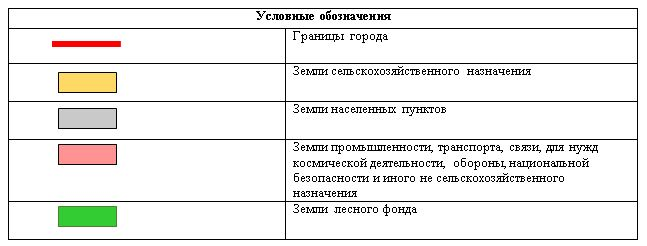 Условные обозначения
Границы города
Земли сельскохозяйственного назначения
Земли населенных пунктов
Земли промышленности, транспорта, связи, для нужд
космической деятельности, обороны, национальной
безопасности и иного не сельскохозяйственного
назначения
Земли лесного фонда